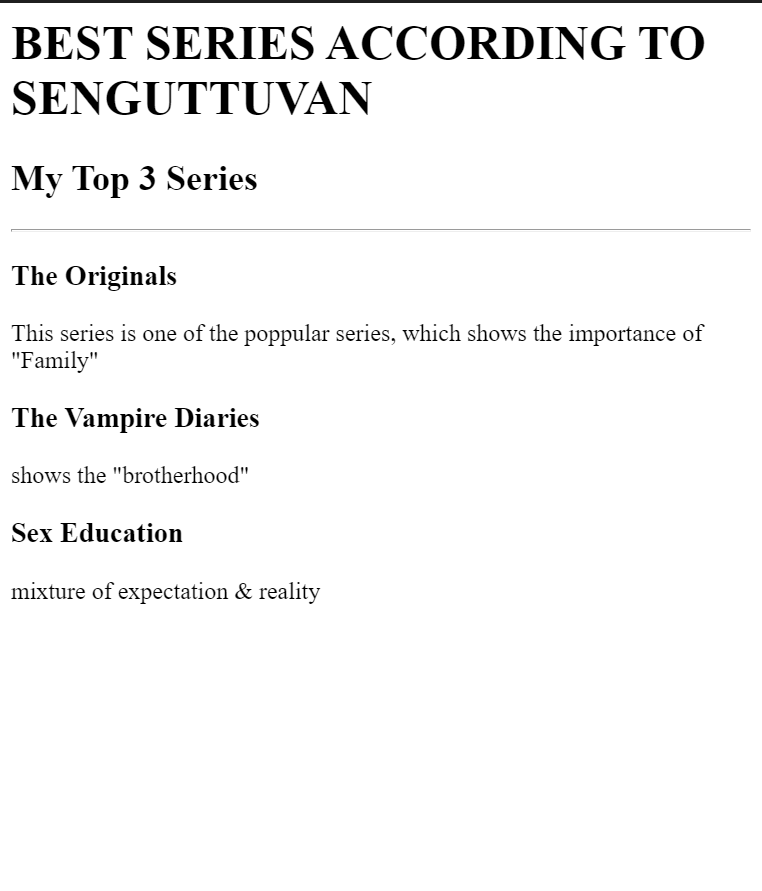 BEST SERIES ACCORDING TO
SENGUTTUVAN
My Top 3 Series
The Originals
This series is one of the poppular series, which shows the importance of
"Family"
The Vampire Diaries
shows the "brotherhood"
Sex Education
mixture of expectation & reality